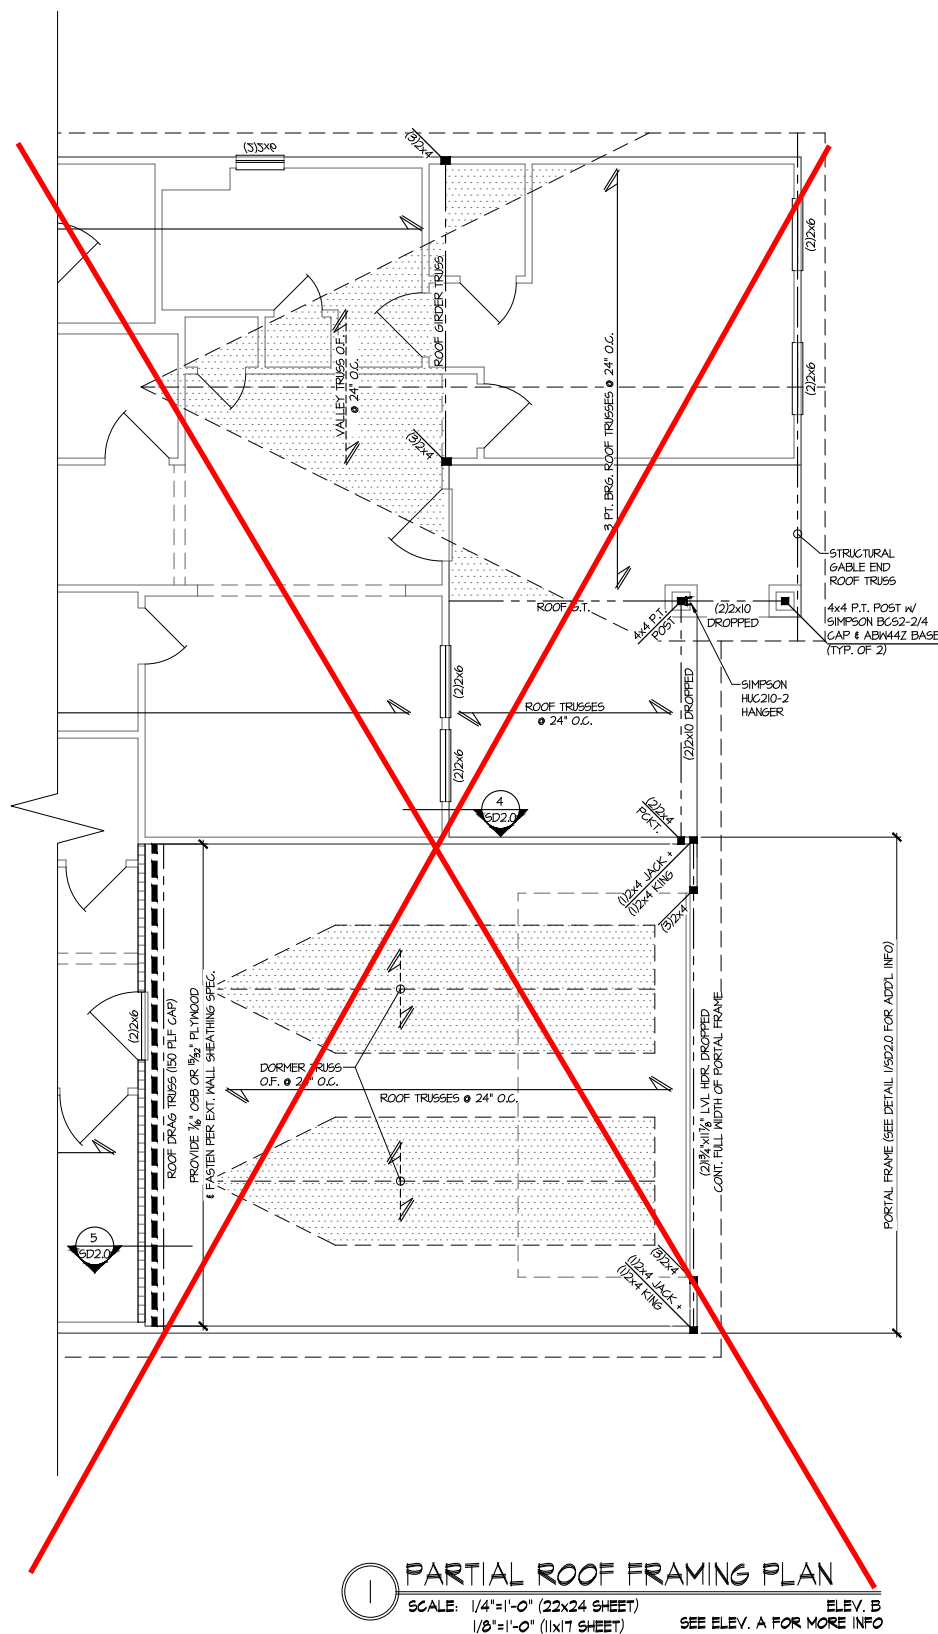 (2)2x6
(3)2x4
(2)2x6
ROOF GIRDER TRUSS
VALLEY TRUSS O.F.
@ 24" O.C.
3 PT. BRG. ROOF TRUSSES @ 24" O.C.
(2)2x6
(3)2x4
STRUCTURAL
GABLE END
ROOF TRUSS
ROOF G.T.
4x4 P.T.
POST
(2)2x10
DROPPED
4x4 P.T. POST W/
SIMPSON BCS2-2/4
CAP & ABW44Z BASE
(TYP. OF 2)
SIMPSON
HUC210-2
HANGER
(2)2x6
(2)2x10 DROPPED
ROOF TRUSSES
@ 24" O.C.
(2)2x6
4
SD2.0
(2)2x4
PCKT.
(1)2x4 JACK +
(1)2x4 KING
(3)2x4
(2)2x6
ROOF DRAG TRUSS (150 PLF CAP)
PROVIDE 7/16" OSB OR 15/32" PLYWOOD
& FASTEN PER EXT. WALL SHEATHING SPEC.
DORMER TRUSS
O.F. @ 24" O.C.
ROOF TRUSSES @ 24" O.C.
(2)1¾"x11⅞" LVL HDR. DROPPED
CONT. FULL WIDTH OF PORTAL FRAME
PORTAL FRAME (SEE DETAIL 1/SD2.0 FOR ADD'L INFO)
5
SD2.0
(3)2x4
(1)2x4 JACK +
(1)2x4 KING
1
PARTIAL ROOF FRAMING PLAN
SCALE: 1/4"=1'-0" (22x24 SHEET)
ELEV. B
1/8"=1'-0" (11x17 SHEET)
SEE ELEV. A FOR MORE INFO